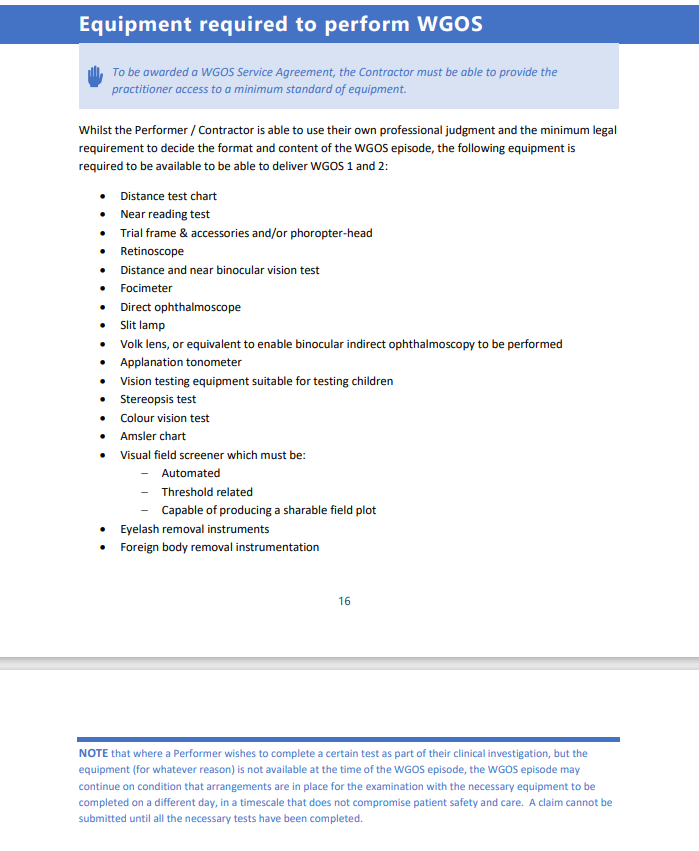 Equipment required to perform WGOS
To be awarded a WGOS Service Agreement, the Contractor must be able to provide the
practitioner access to a minimum standard of equipment.
Whilst the Performer / Contractor is able to use their own professional judgment and the minimum legal
requirement to decide the format and content of the WGOS episode, the following equipment is
required to be available to be able to deliver WGOS 1 and 2:
• Distance test chart
• Near reading test
• Trial frame & accessories and/or phoropter-head
• Retinoscope
• Distance and near binocular vision test
• Focimeter
• Direct ophthalmoscope
• Slit lamp
• Volk lens, or equivalent to enable binocular indirect ophthalmoscopy to be performed
• Applanation tonometer
• Vision testing equipment suitable for testing children
• Stereopsis test
• Colour vision test
• Amsler chart
• Visual field screener which must be:
– Automated
– Threshold related
– Capable of producing a sharable field plot
• Eyelash removal instruments
• Foreign body removal instrumentation
16
NOTE that where a Performer wishes to complete a certain test as part of their clinical investigation, but the
equipment (for whatever reason) is not available at the time of the WGOS episode, the WGOS episode may
continue on condition that arrangements are in place for the examination with the necessary equipment to be
completed on a different day, in a timescale that does not compromise patient safety and care.  A claim cannot be
submitted until all the necessary tests have been completed.